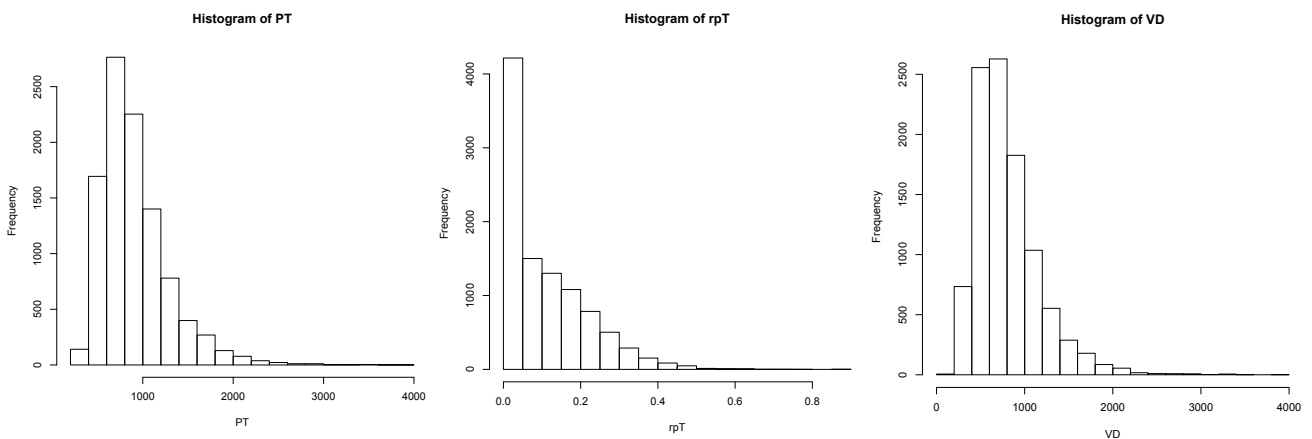 Histogram of PT
Frequency
0 500 1000 1500 2000 2500
1000 2000 3000 4000
PT
Histogram of rpT
Frequency
0 1000 2000 3000 4000
0.0 0.2 0.4 0.6 0.8
rpT
Histogram of VD
Frequency
0 500 1000 1500 2000 2500
0 1000 2000 3000 4000
VD